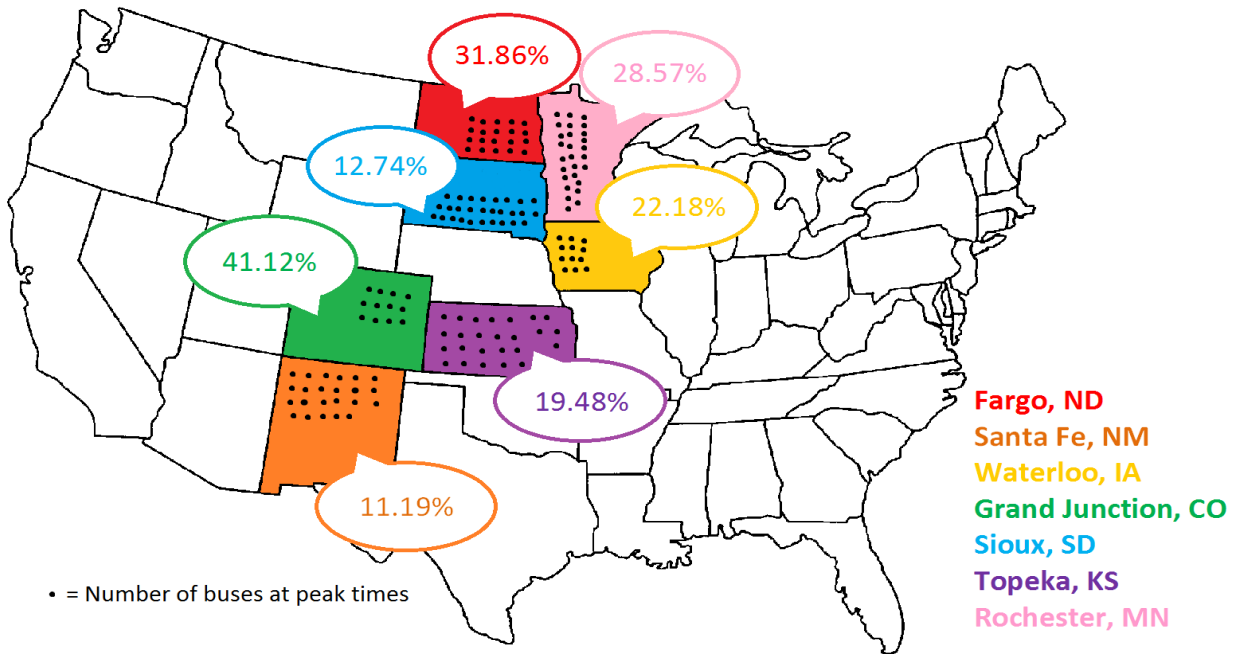 31.86%
28.57%
12.74%
22.18%
41.12%
19.48%
11.19%
Fargo, ND
Santa Fe, NM
Waterloo, IA
Grand Junction, CO
Sioux, SD
Topeka, KS
Rochester, MN
• = Number of buses at peak times